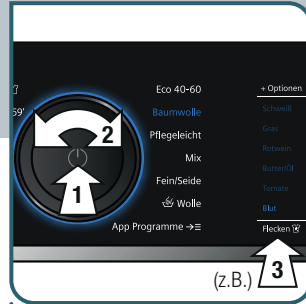 Eco 40-60
+ Optionen
59'
Baumwolle
Schweiß
Gras
2
Pflegeleicht
Rotwein
Mix
Butter/Öl
Fein/Seide
Tomate
1
Wolle
Blut
App Programme →≡
Flecken
(z.B.)
3